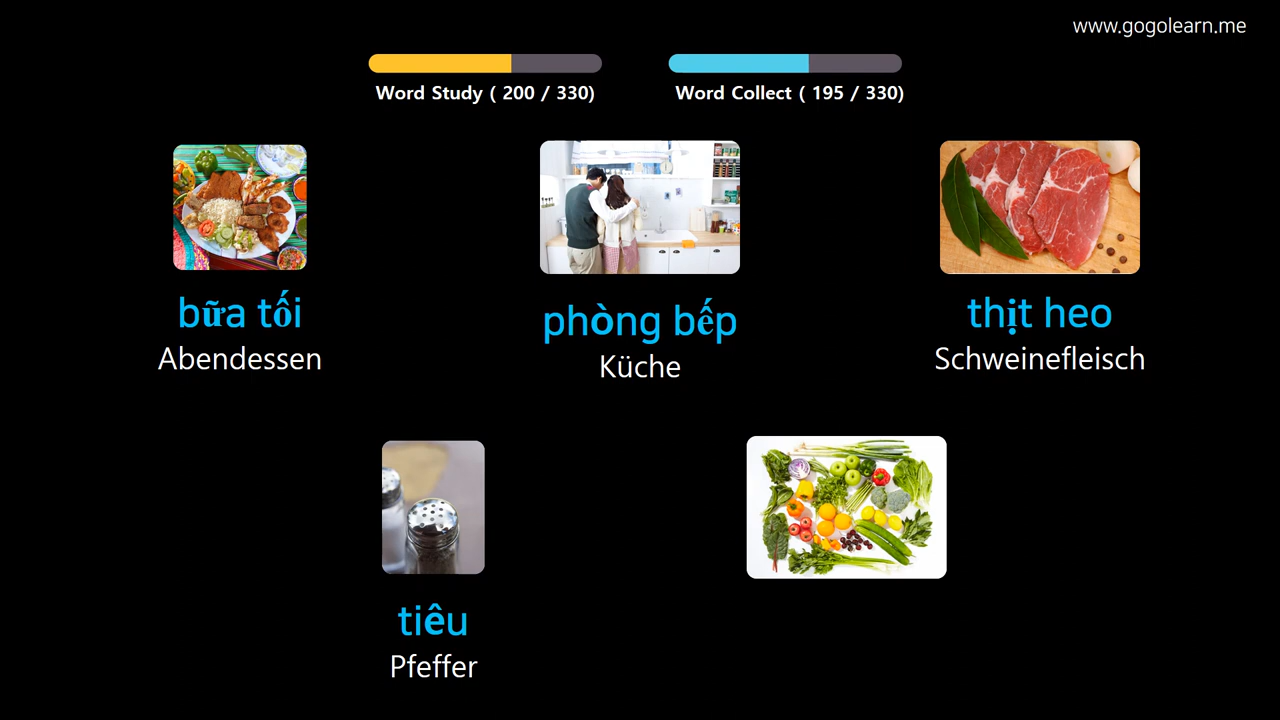 www.gogolearn.me
Word Study ( 200 / 330)
Word Collect ( 195 / 330)
bữa tối
Abendessen
phòng bếp
Küche
thịt heo
Schweinefleisch
tiêu
Pfeffer